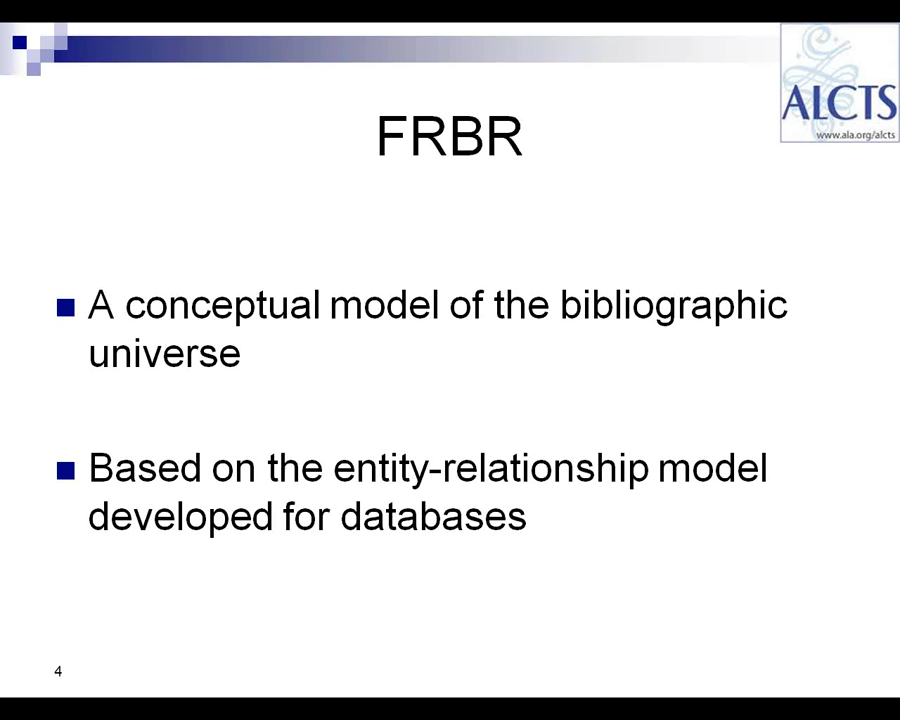 ALCTS
www.ala.org/alcts
FRBR
A conceptual model of the bibliographic
universe
Based on the entity-relationship model
developed for databases
4